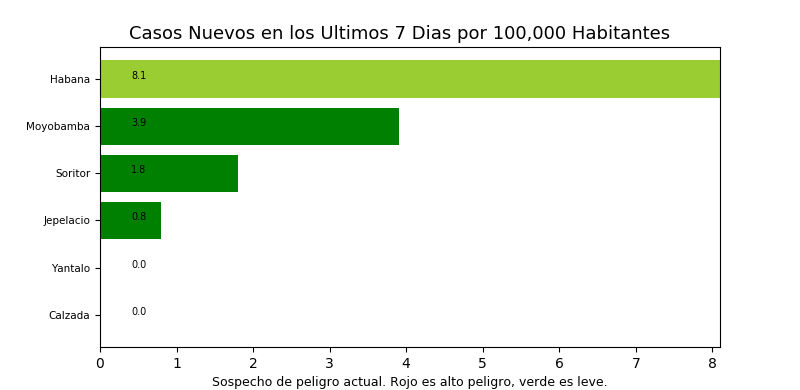 Casos Nuevos en los Ultimos 7 Dias por 100,000 Habitantes
Habana 8.1
Moyobamba 3.9
Soritor 1.8
Jepelacio 0.8
Yantalo 0.0
Calzada 0.0
0 1 2 3 4 5 6 7 8
Sospecho de peligro actual. Rojo es alto peligro, verde es leve.